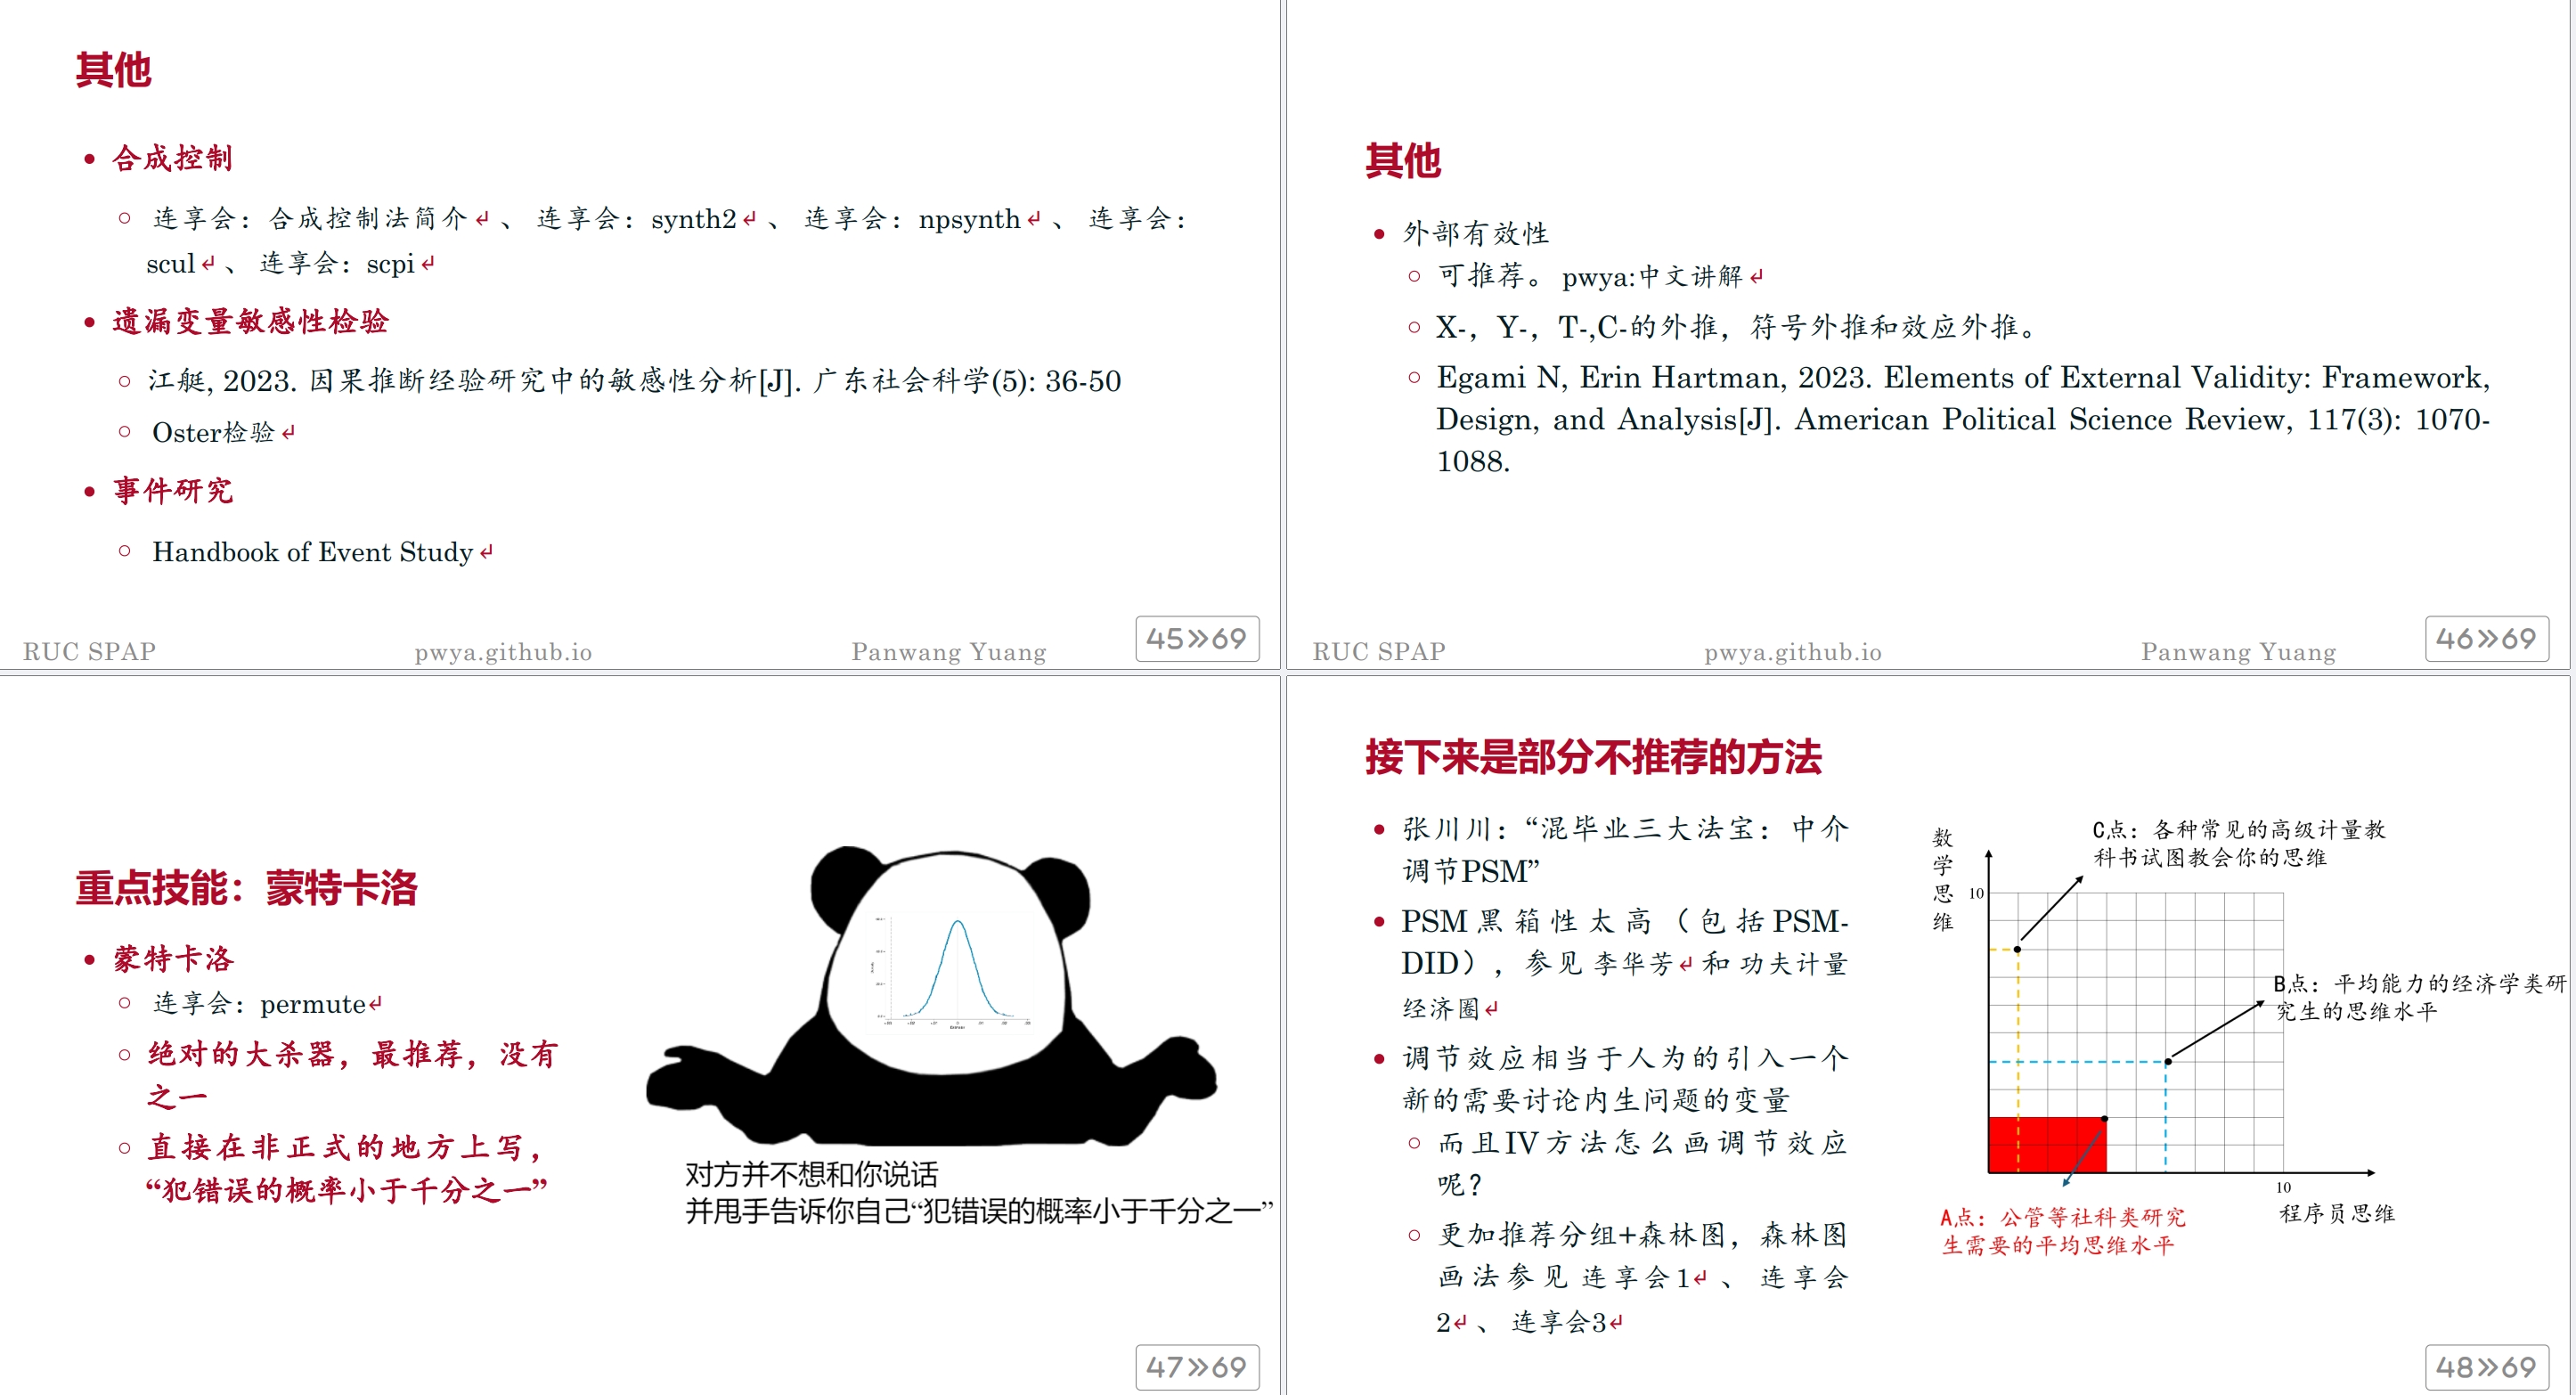 其他
• 合成控制
○ 连享会：合成控制法简介↵、 连享会：synth2↵、 连享会：npsynth↵、 连享会：
scul↵、 连享会：scpi↵
• 遗漏变量敏感性检验
○ 江艇, 2023. 因果推断经验研究中的敏感性分析[J]. 广东社会科学(5): 36-50
○ Oster检验↵
• 事件研究
○ Handbook of Event Study↵
RUC SPAP pwya.github.io Panwang Yuang 45»69
其他
• 外部有效性
○ 可推荐。 pwya:中文讲解↵
○ X-，Y-，T-,C-的外推，符号外推和效应外推。
○ Egami N, Erin Hartman, 2023. Elements of External Validity: Framework,
Design, and Analysis[J]. American Political Science Review, 117(3): 1070-
1088.
RUC SPAP pwya.github.io Panwang Yuang 46»69
重点技能：蒙特卡洛
• 蒙特卡洛
○ 连享会：permute↵
○ 绝对的大杀器，最推荐，没有
之一
○ 直接在非正式的地方上写，
“犯错误的概率小于千分之一”
对方并不想和你说话
并甩手告诉你自己“犯错误的概率小于千分之一”
47»69
接下来是部分不推荐的方法
• 张川川：“混毕业三大法宝：中介
调节PSM”
• PSM黑箱性太高（包括PSM-
DID），参见 李华芳↵和 功夫计量
经济圈↵
• 调节效应相当于人为的引入一个
新的需要讨论内生问题的变量
○ 而且IV方法怎么画调节效应
呢？
○ 更加推荐分组+森林图，森林图
画法参见 连享会1↵、 连享会
2↵、 连享会3↵
数学思维
10
C点：各种常见的高级计量教
科书试图教会你的思维
B点：平均能力的经济学类研
究生的思维水平
10
程序员思维
A点：公管等社科类研究
生需要的平均思维水平
48»69